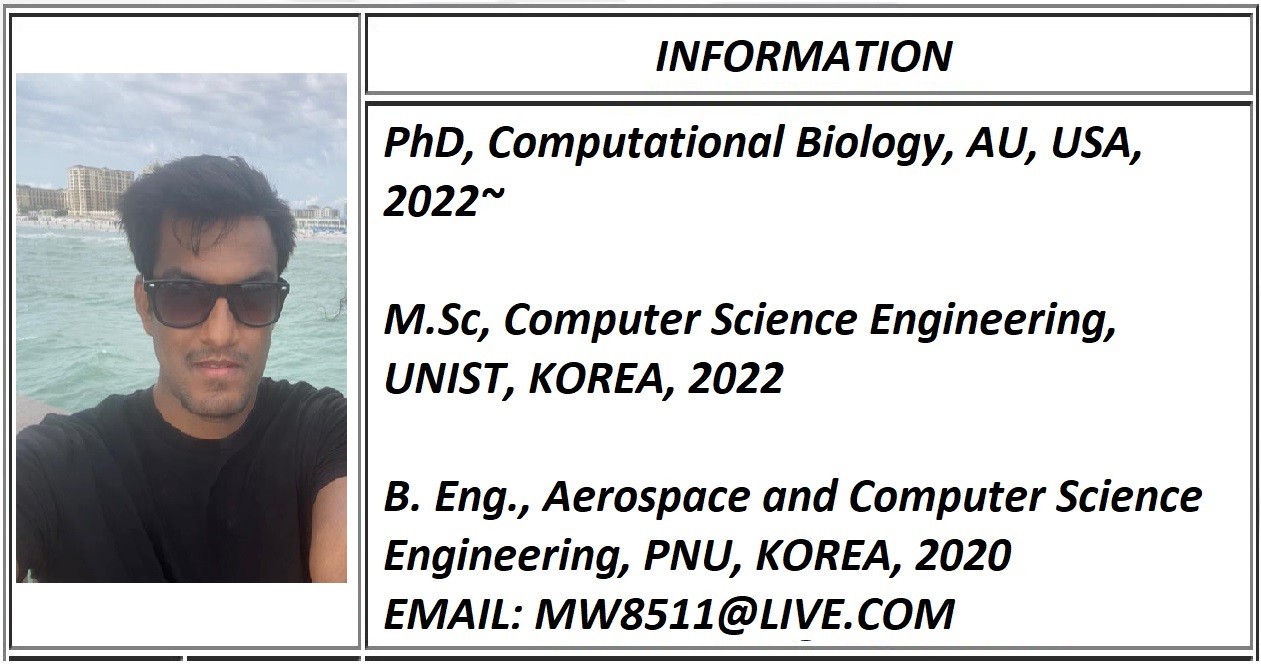 INFORMATION
PhD, Computational Biology, AU, USA,
2022~
M.Sc, Computer Science Engineering,
UNIST, KOREA, 2022
B. Eng., Aerospace and Computer Science
Engineering, PNU, KOREA, 2020
EMAIL: MW8511@LIVE.COM